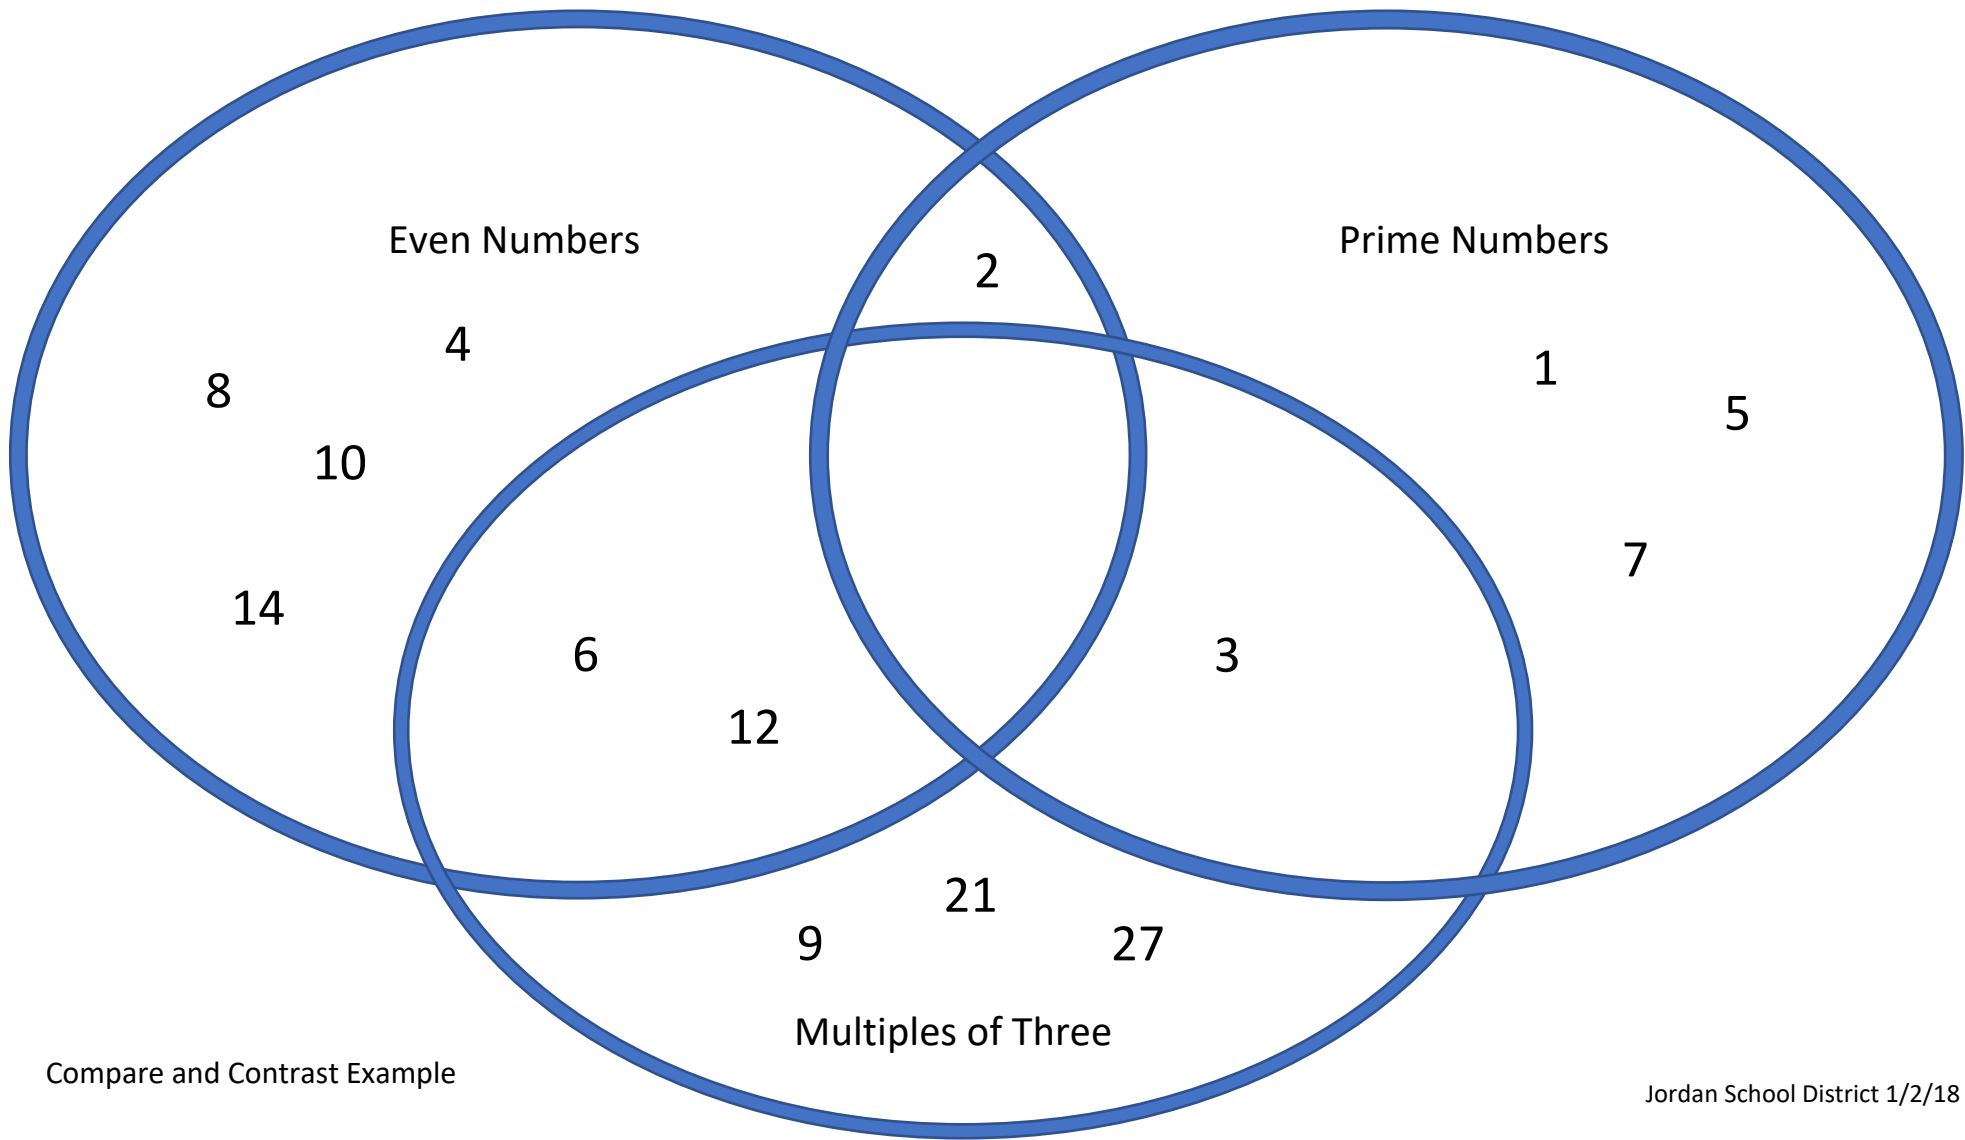 Even Numbers
Prime Numbers
2
4
1
8
5
10
7
14
6
3
12
21
9
27
Multiples of Three
Compare and Contrast Example
Jordan School District 1/2/18